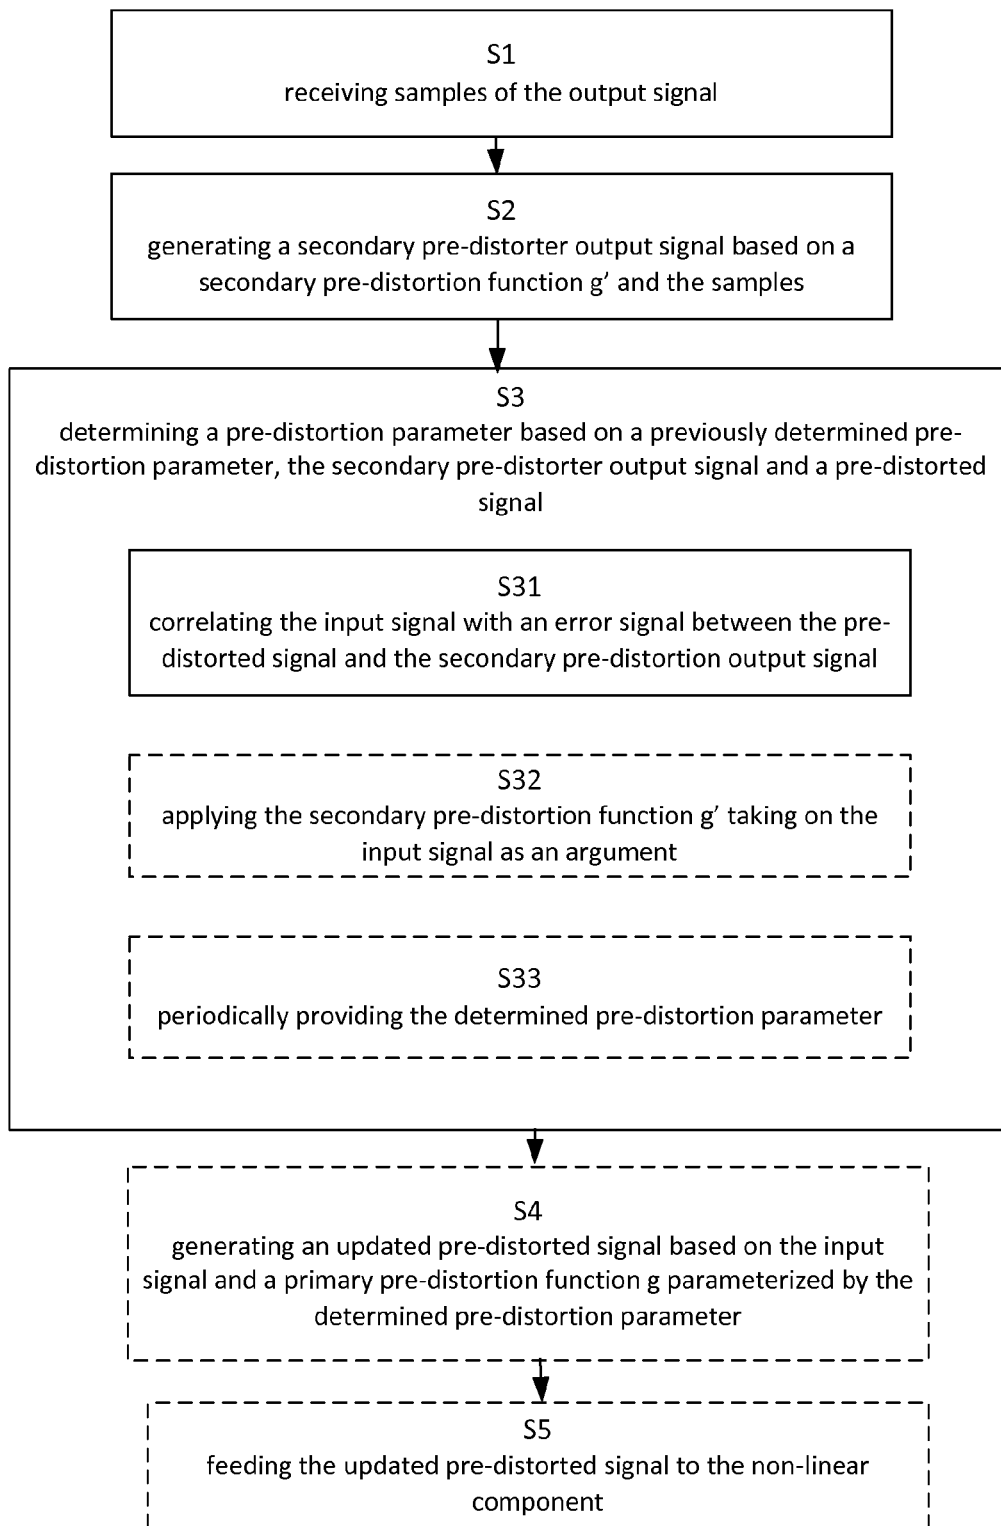 S1
receiving samples of the output signal
S2
generating a secondary pre-distorter output signal based on a
secondary pre-distortion function g’ and the samples
S3
determining a pre-distortion parameter based on a previously determined pre-
distortion parameter, the secondary pre-distorter output signal and a pre-distorted
signal
S31
correlating the input signal with an error signal between the pre-
distorted signal and the secondary pre-distortion output signal
S32
applying the secondary pre-distortion function g’ taking on the
input signal as an argument
S33
periodically providing the determined pre-distortion parameter
S4
generating an updated pre-distorted signal based on the input
signal and a primary pre-distortion function g parameterized by the
determined pre-distortion parameter
S5
feeding the updated pre-distorted signal to the non-linear
component